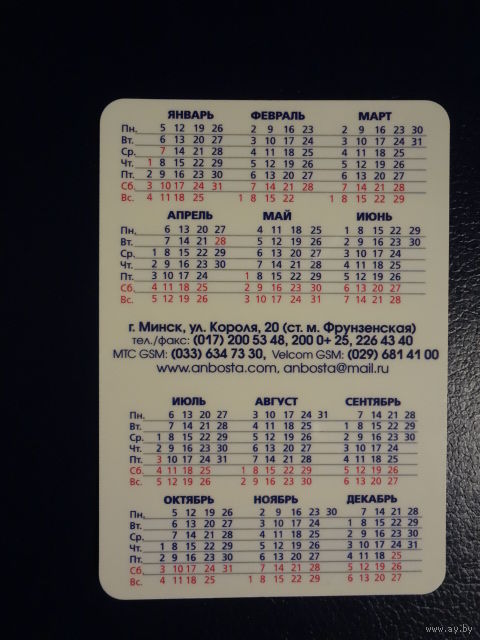 ЯНВАРЬ ФЕВРАЛЬ МАРТ
Пн. 5 12 19 26 2 9 16 23 2 9 16 23 30
Вт. 6 13 20 27 3 10 17 24 3 10 17 24 31
Ср. 7 14 21 28 4 11 18 25 4 11 18 25
Чт. 1 8 15 22 29 5 12 19 26 5 12 19 26
Пт. 2 9 16 23 30 6 13 20 27 6 13 20 27
Сб. 3 10 17 24 31 7 14 21 28 7 14 21 28
Вс. 4 11 18 25 1 8 15 22 1 8 15 22 29
АПРЕЛЬ МАЙ ИЮНЬ
Пн. 6 13 20 27 4 11 18 25 1 8 15 22 29
Вт. 7 14 21 28 5 12 19 26 2 9 16 23 30
Ср. 1 8 15 22 29 6 13 20 27 3 10 17 24
Чт. 2 9 16 23 30 7 14 21 28 4 11 18 25
Пт. 3 10 17 24 1 8 15 22 29 5 12 19 26
Сб. 4 11 18 25 2 9 16 23 30 6 13 20 27
Вс. 5 12 19 26 3 10 17 24 31 7 14 21 28
г. Минск, ул. Короля, 20 (ст. м. Фрунзенская)
тел./факс: (017) 200 53 48, 200 0+ 25, 226 43 40
МТС GSM: (033) 634 73 30, Velcom GSM: (029) 681 41 00
www.anbosta.com, anbosta@mail.ru
ИЮЛЬ АВГУСТ СЕНТЯБРЬ
Пн. 6 13 20 27 3 10 17 24 31 7 14 21 28
Вт. 7 14 21 28 4 11 18 25 1 8 15 22 29
Ср. 1 8 15 22 29 5 12 19 26 2 9 16 23 30
Чт. 2 9 16 23 30 6 13 20 27 3 10 17 24
Пт. 3 10 17 24 31 7 14 21 28 4 11 18 25
Сб. 4 11 18 25 1 8 15 22 29 5 12 19 26
Вс. 5 12 19 26 2 9 16 23 30 6 13 20 27
ОКТЯБРЬ НОЯБРЬ ДЕКАБРЬ
Пн. 5 12 19 26 2 9 16 23 30 7 14 21 28
Вт. 6 13 20 27 3 10 17 24 1 8 15 22 29
Ср. 7 14 21 28 4 11 18 25 2 9 16 23 30
Чт. 1 8 15 22 29 5 12 19 26 3 10 17 24 31
Пт. 2 9 16 23 30 6 13 20 27 4 11 18 25
Сб. 3 10 17 24 31 7 14 21 28 5 12 19 26
Вс. 4 11 18 25 1 8 15 22 29 6 13 20 27
www.ay.by